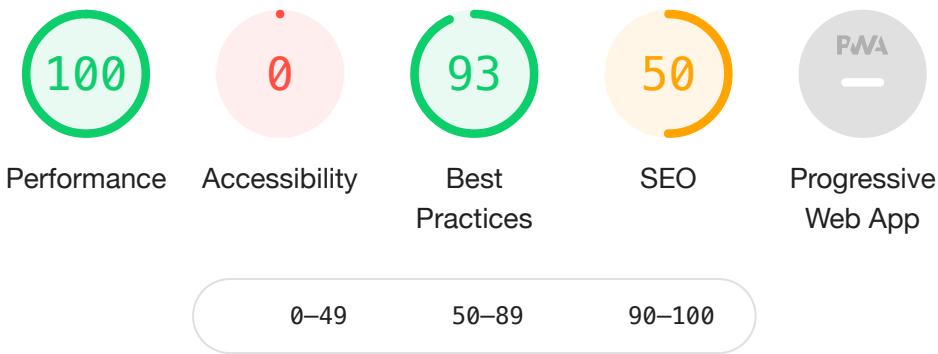 100 0 93 50 PWA
Performance Accessibility Best SEO Progressive
Practices Web App
0–49 50–89 90–100